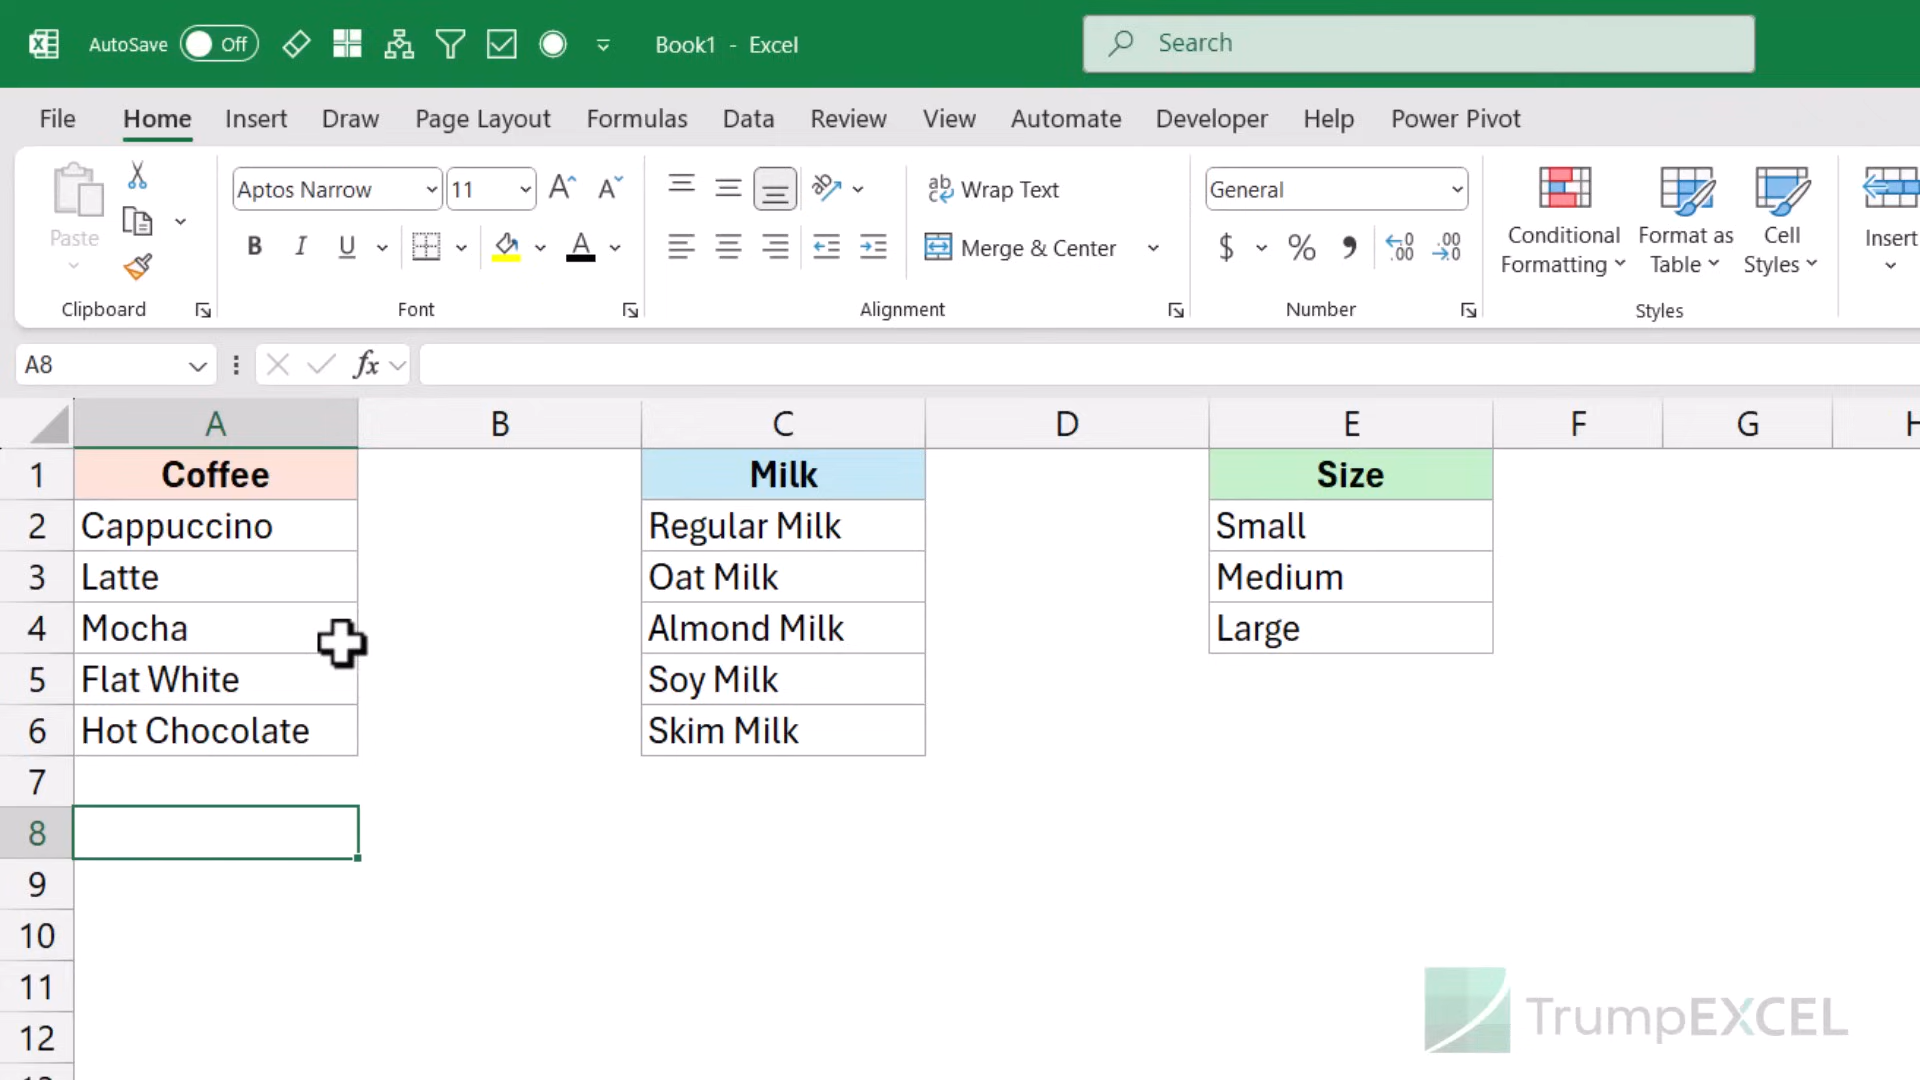 AutoSave Off Book1 - Excel Search
File Home Insert Draw Page Layout Formulas Data Review View Automate Developer Help Power Pivot
Paste
Clipboard
Aptos Narrow 11
B I U
Font
Wrap Text
Merge & Center
Alignment
General
$ % 
Number
Conditional Formatting
Format as Table
Cell Styles
Styles
Insert
A8 fx
A B C D E F G H
1 Coffee Milk Size
2 Cappuccino Regular Milk Small
3 Latte Oat Milk Medium
4 Mocha Almond Milk Large
5 Flat White Soy Milk
6 Hot Chocolate Skim Milk
7
8
9
10
11
12
TrumpEXCEL